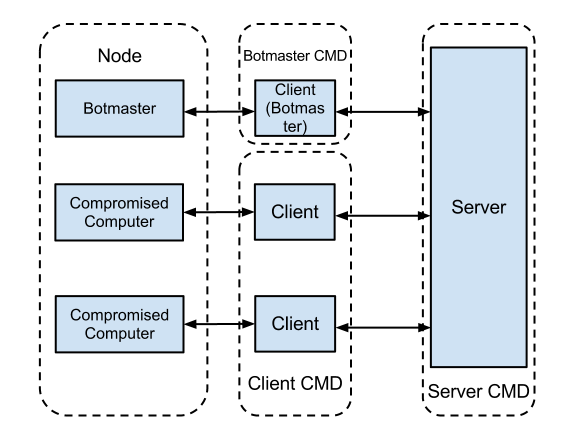 Node
Botmaster CMD
Botmaster
Client
(Botmas
ter)
Compromised
Computer
Client
Server
Compromised
Computer
Client
Client CMD
Server CMD